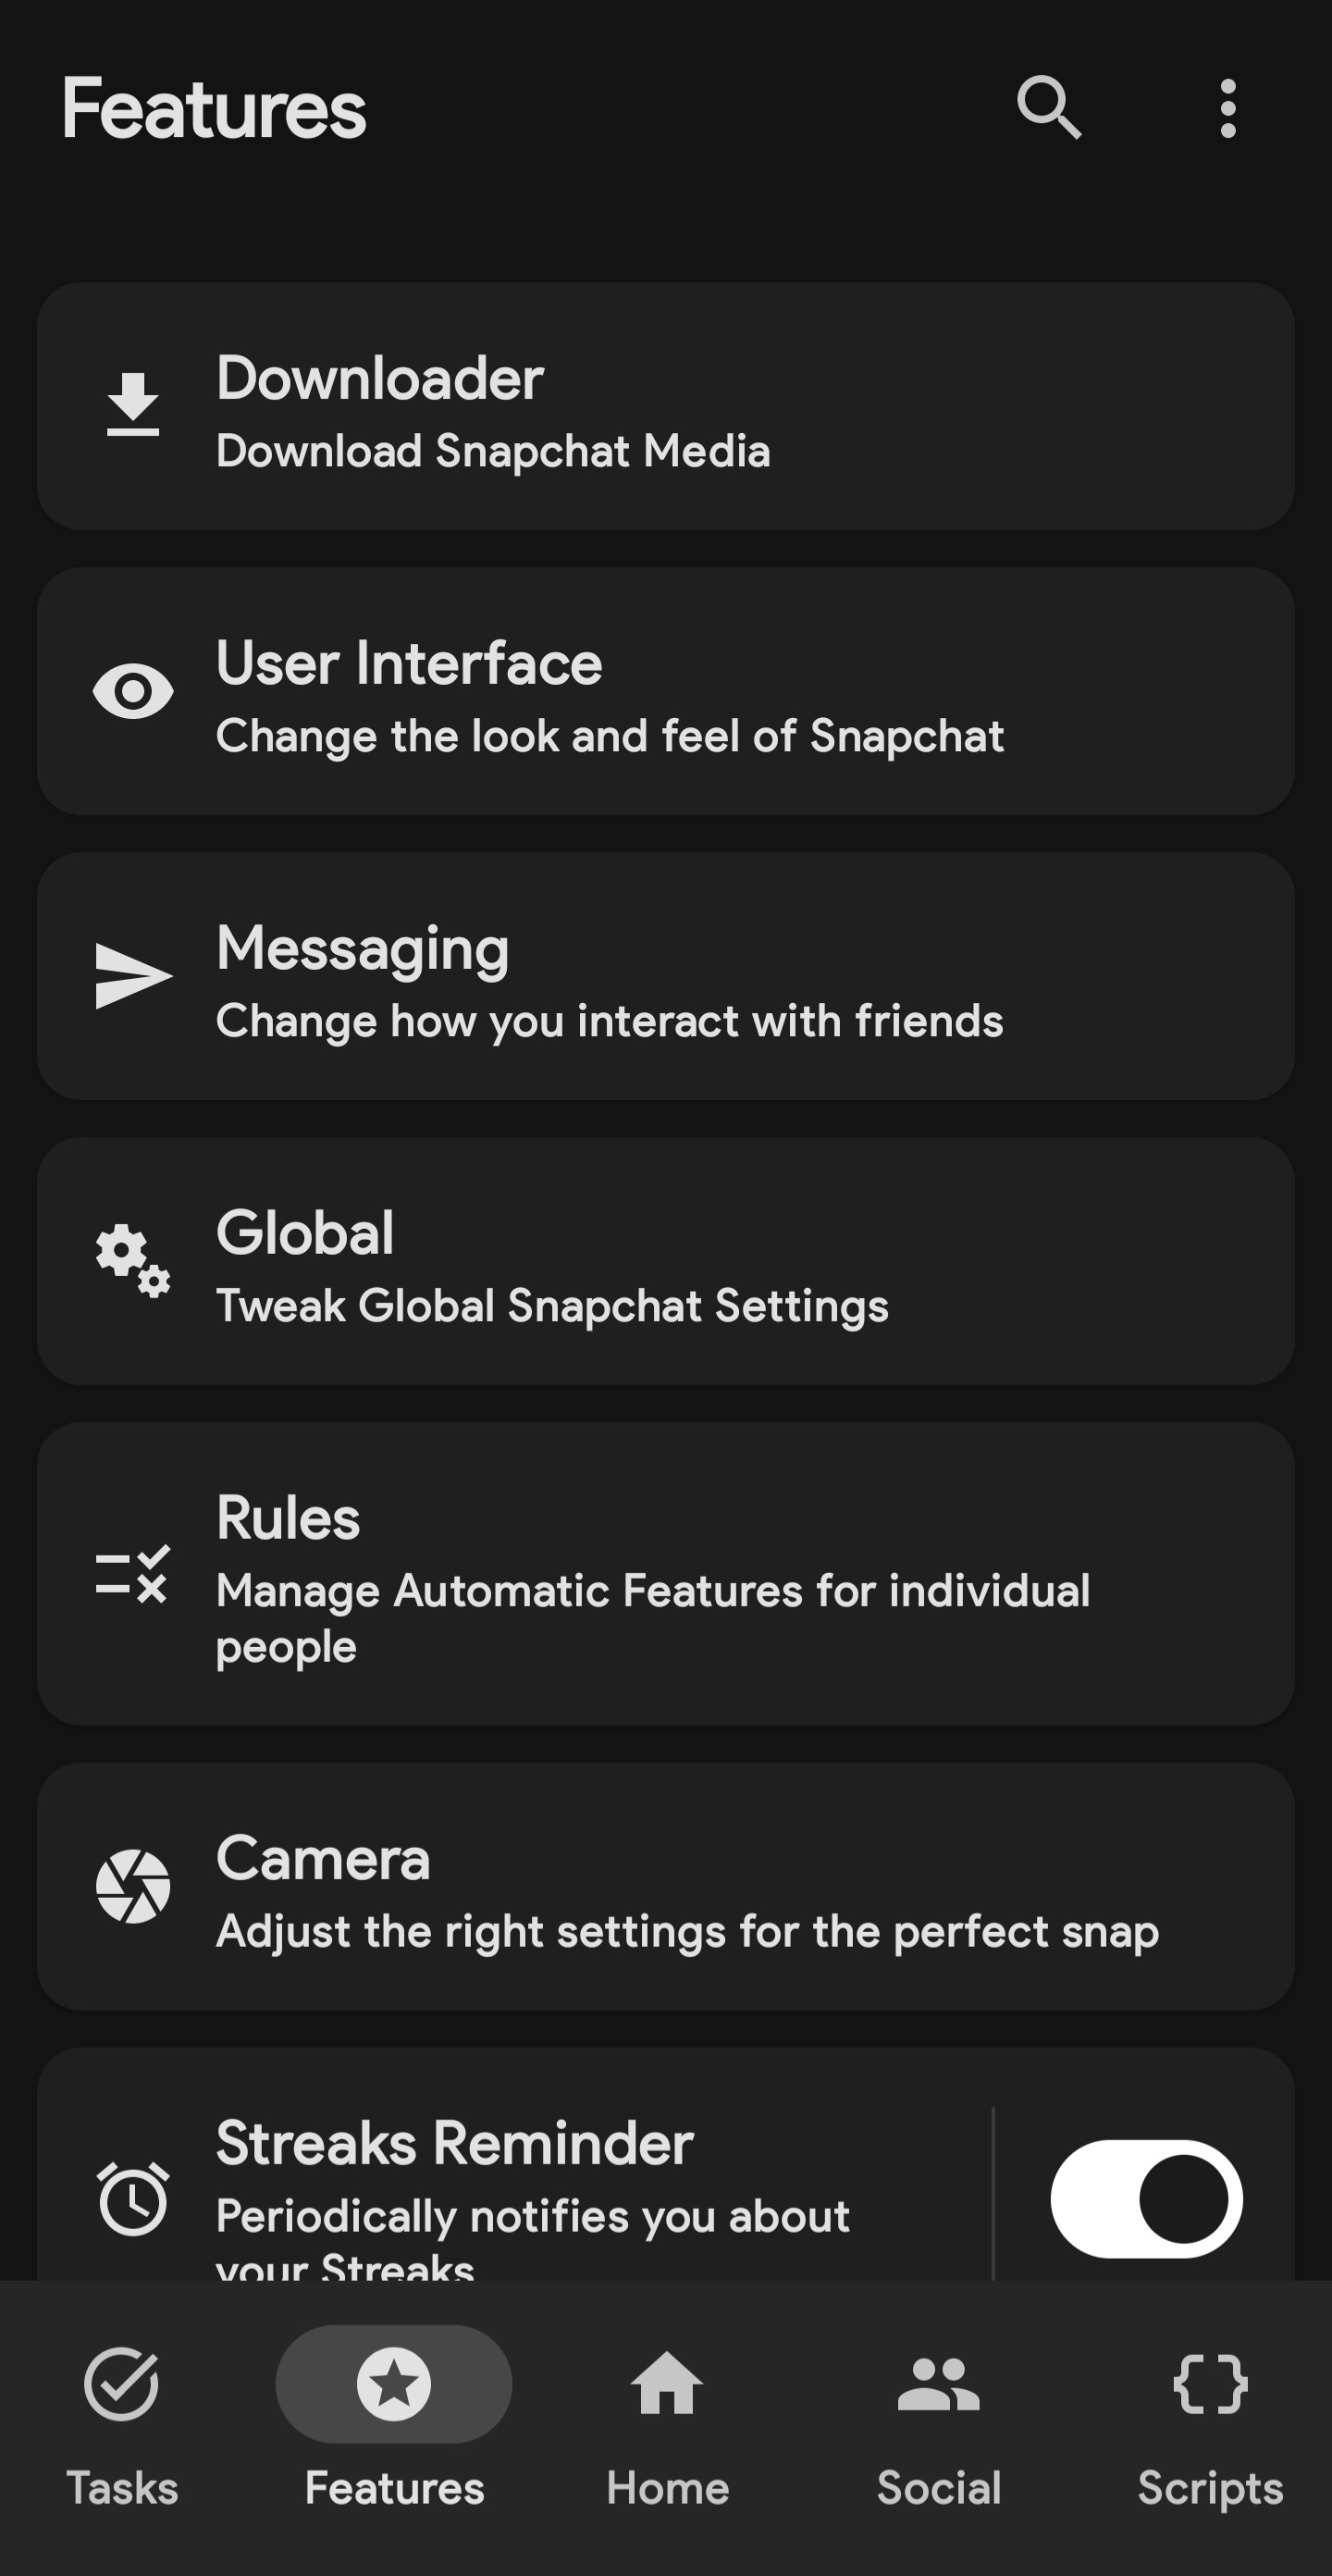 Features
Downloader
Download Snapchat Media
User Interface
Change the look and feel of Snapchat
Messaging
Change how you interact with friends
Global
Tweak Global Snapchat Settings
Rules
Manage Automatic Features for individual
people
Camera
Adjust the right settings for the perfect snap
Streaks Reminder
Periodically notifies you about
your Streaks
Tasks
Features
Home
Social
Scripts